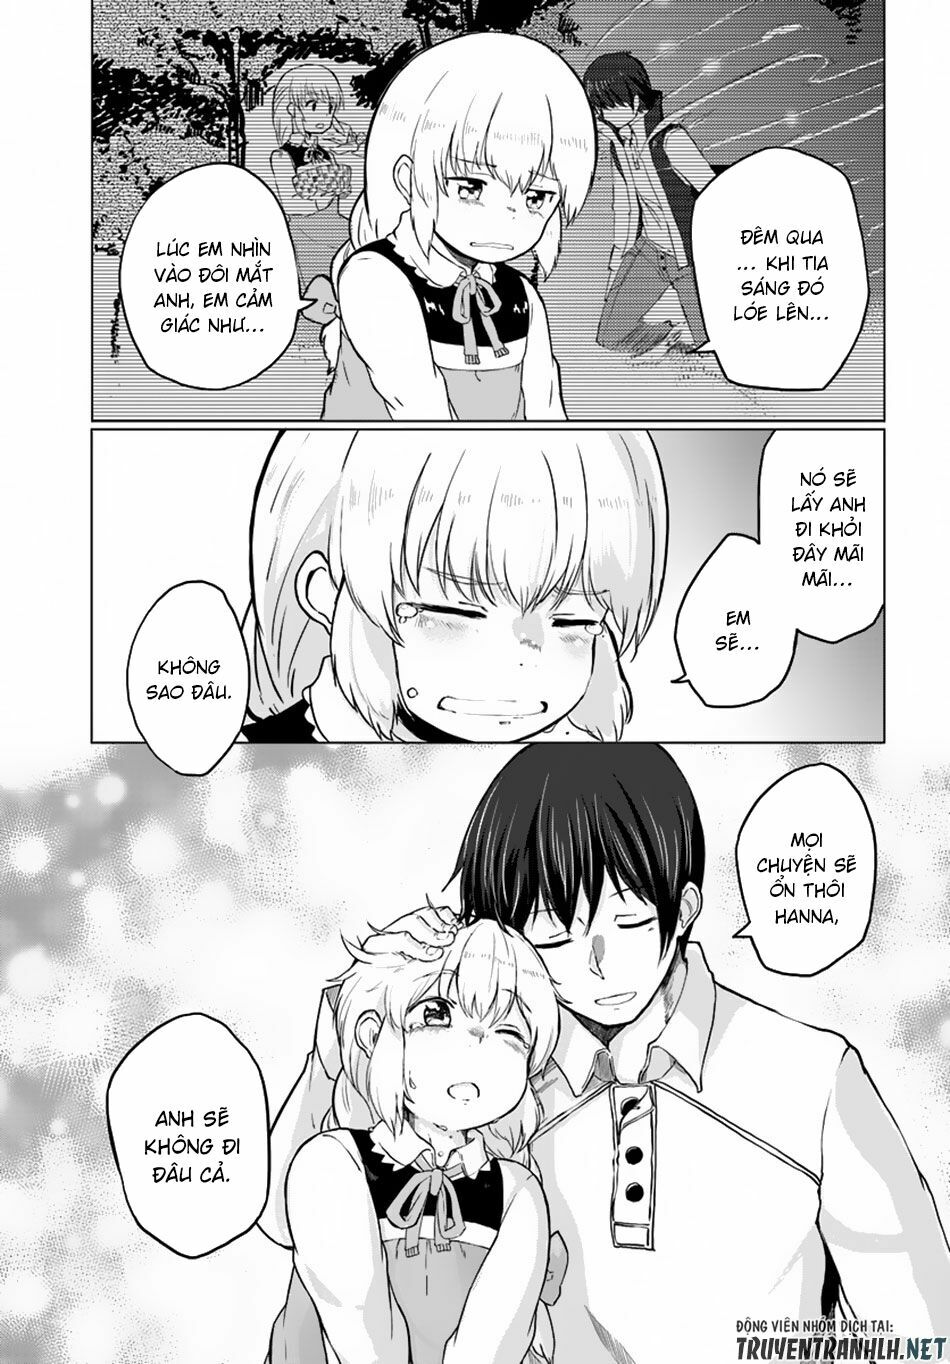 ĐÊM QUA
... KHI TIA
SÁNG ĐÓ
LÓE LÊN...
LÚC EM NHÌN
VÀO ĐÔI MẮT
ANH, EM CẢM
GIÁC NHƯ...
NÓ SẼ
LẤY ANH
ĐI KHỎI
ĐÂY MÃI
MÃI...
EM
SẼ...
KHÔNG
SAO ĐÂU.
MỌI
CHUYỆN SẼ
ỔN THÔI
HANNA,
ANH SẼ
KHÔNG ĐI
ĐÂU CẢ.
ĐỘNG VIÊN NHÓM DỊCH TẠI:
TRUYENTRANHLH.NET